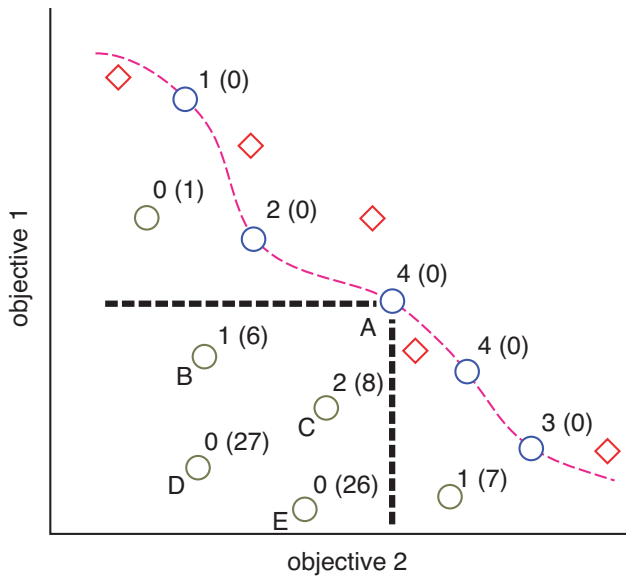 1 (0)
0 (1)
2 (0)
4 (0)
A
1 (6)
B
4 (0)
2 (8)
C
3 (0)
0 (27)
D
0 (26)
E
1 (7)
objective 1
objective 2